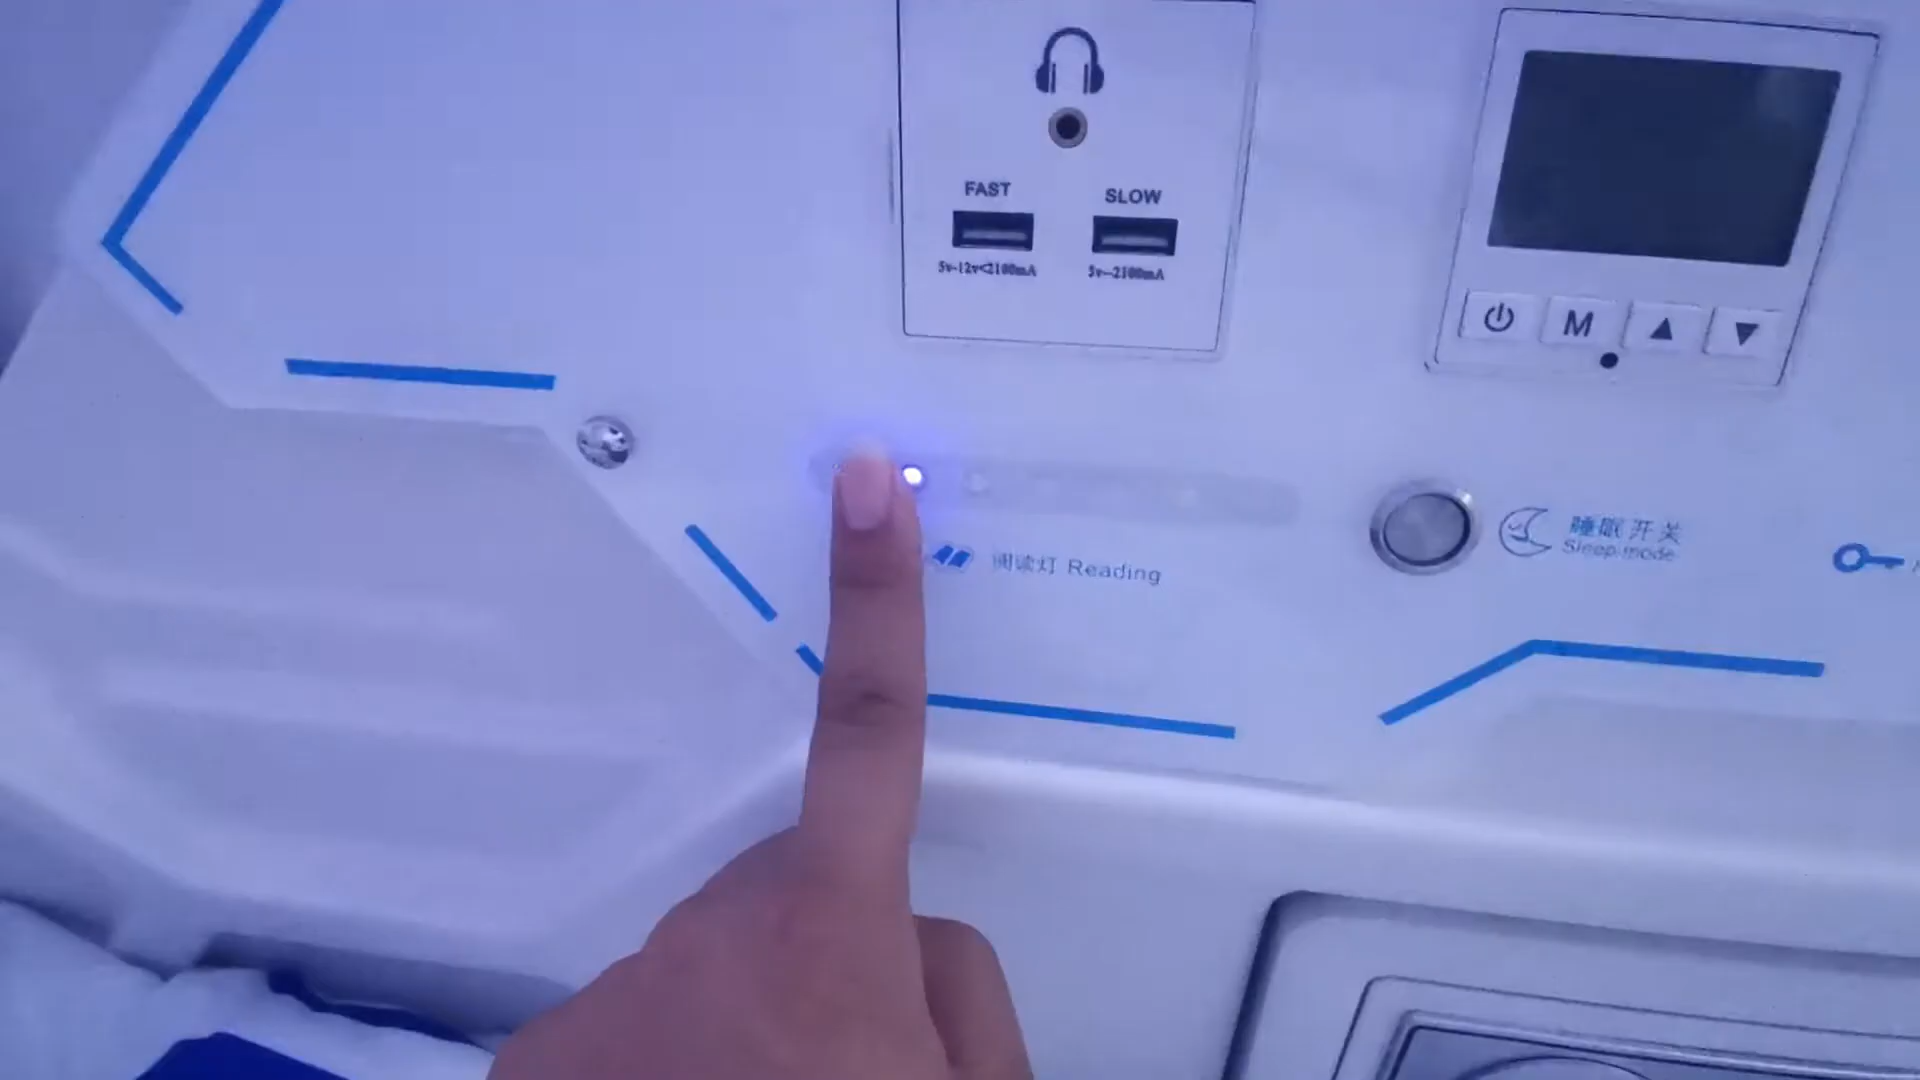 FAST
SLOW
5v-12v<2100mA
5v--2100mA
M
阅读灯 Reading
睡眠开关
Sleep mode